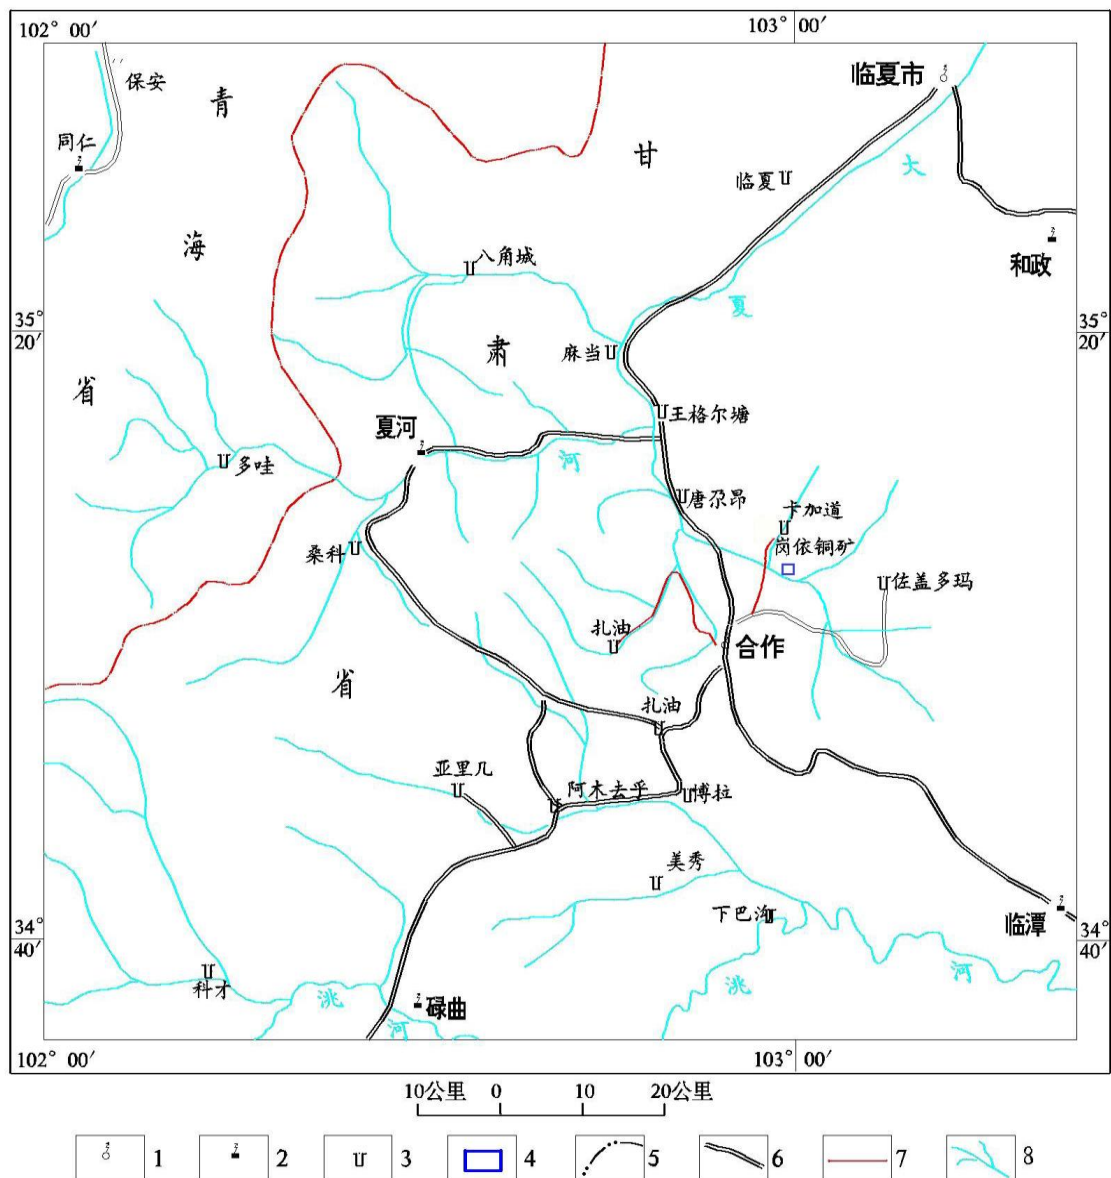 102° 00′
103° 00′
保安
青
临夏市
同仁
甘
大
临夏
海
和政
八角城
夏
35°
20′
35°
20′
肃
麻当
省
王格尔塘
夏河
河
多哇
唐尕昂
卡加道
桑科
岗依铜矿
佐盖多玛
扎油
合作
省
扎油
亚里几
阿木去乎
博拉
美秀
下巴沟
临潭
34°
40′
34°
40′
科才
洮
河
洮
河
碌曲
102° 00′
103° 00′
10公里 0 10 20公里
1 2 3 4 5 6 7 8